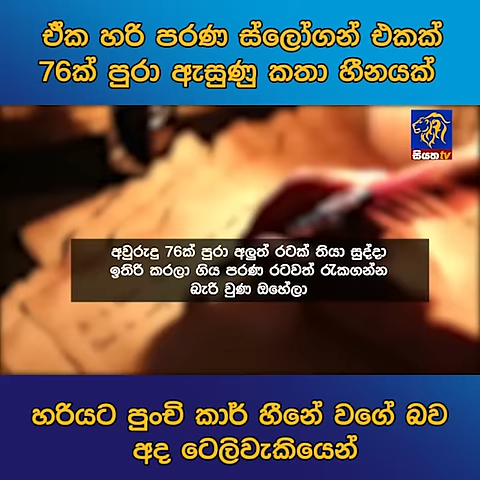 ඒක හරි පරණ ස්ලෝගන් එකක්
76ක් පුරා ඇසුණු කතා හීනයක්
සියත tv
අවුරුදු 76ක් පුරා අලුත් රටක් තියා සුද්දා
ඉතිරි කරලා ගිය පරණ රටවත් රැකගන්න
බැරි වුණ ඔහේලා
හරියට පුංචි කාර් හීනේ වගේ බව
අද ටෙලිවැකියෙන්